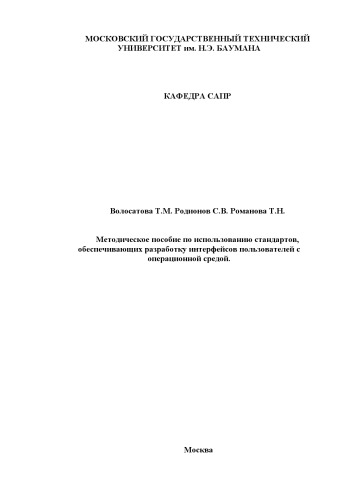 МОСКОВСКИЙ ГОСУДАРСТВЕННЫЙ ТЕХНИЧЕСКИЙ
УНИВЕРСИТЕТ им. Н.Э. БАУМАНА
КАФЕДРА САПР
Волосатова Т.М. Родионов С.В. Романова Т.Н.
Методическое пособие по использованию стандартов,
обеспечивающих разработку интерфейсов пользователей с
операционной средой.
Москва